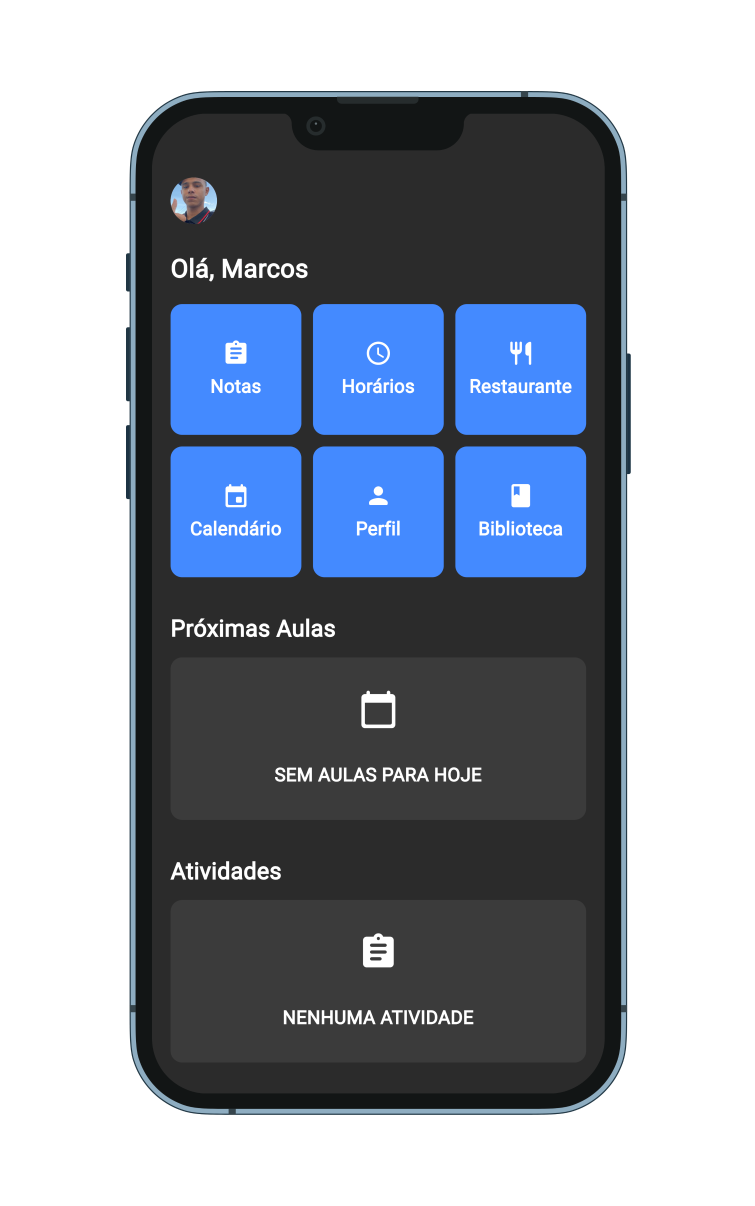 Olá, Marcos
Notas
Horários
Restaurante
Calendário
Perfil
Biblioteca
Próximas Aulas
SEM AULAS PARA HOJE
Atividades
NENHUMA ATIVIDADE